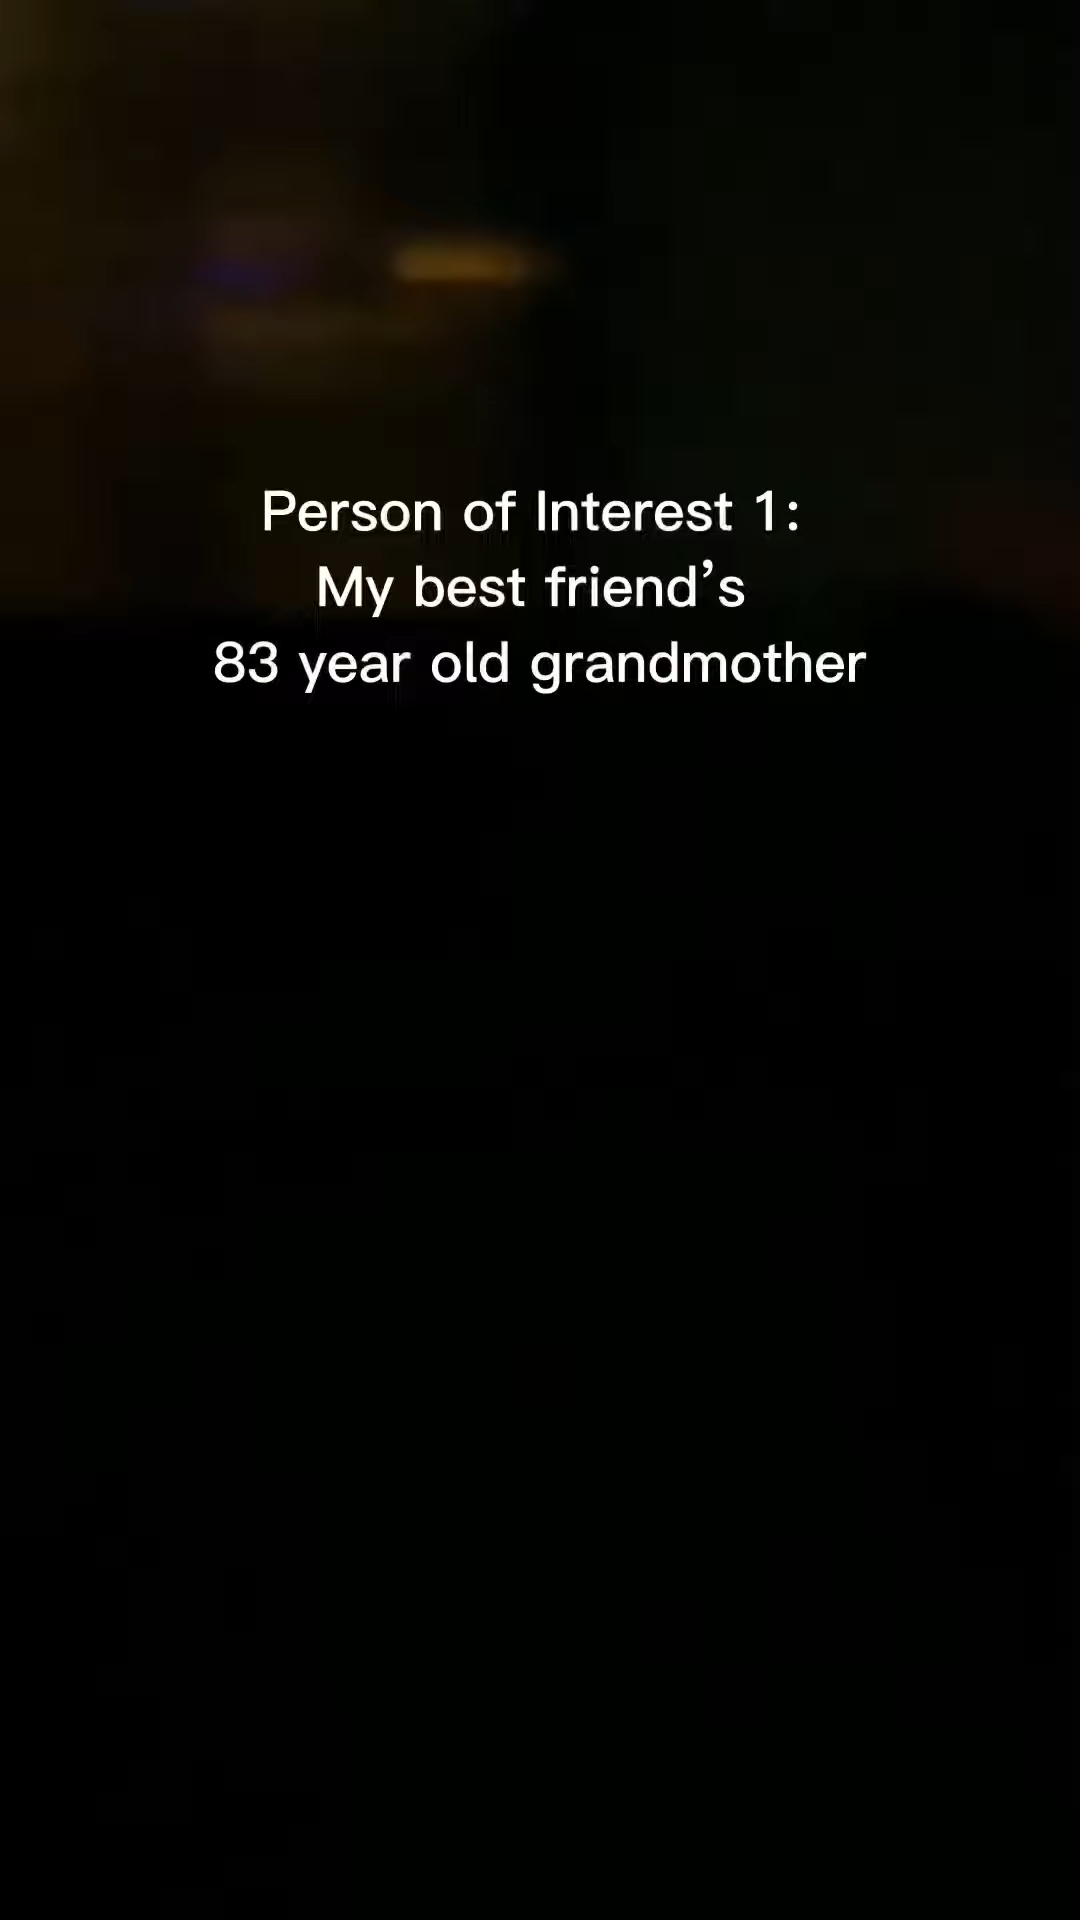 Person of Interest 1:
My best friend’s
83 year old grandmother